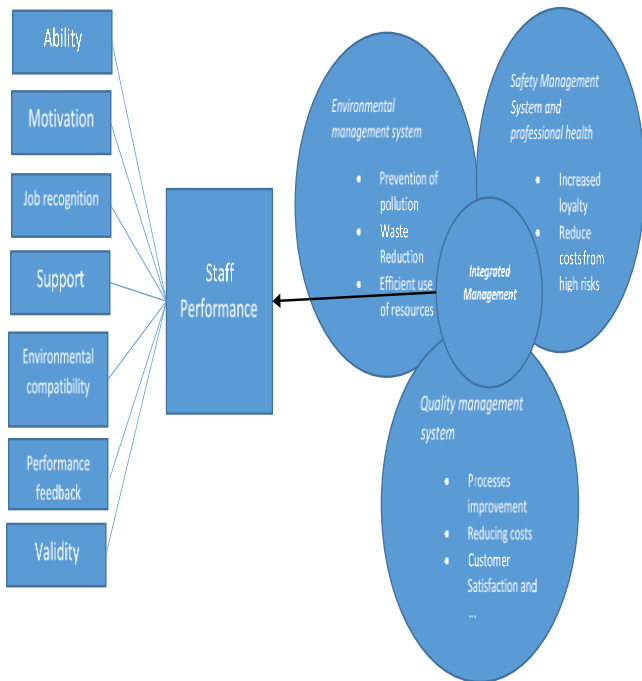 Ability
Motivation
Job recognition
Support
Environmental
compatibility
Performance
feedback
Validity
Staff
Performance
Environmental
management system
• Prevention of
pollution
• Waste
Reduction
• Efficient use
of resources
Safety Management
System and
professional health
• Increased
loyalty
• Reduce
costs from
high risks
Integrated
Management
Quality management
system
• Processes
improvement
• Reducing costs
• Customer
Satisfaction and
...